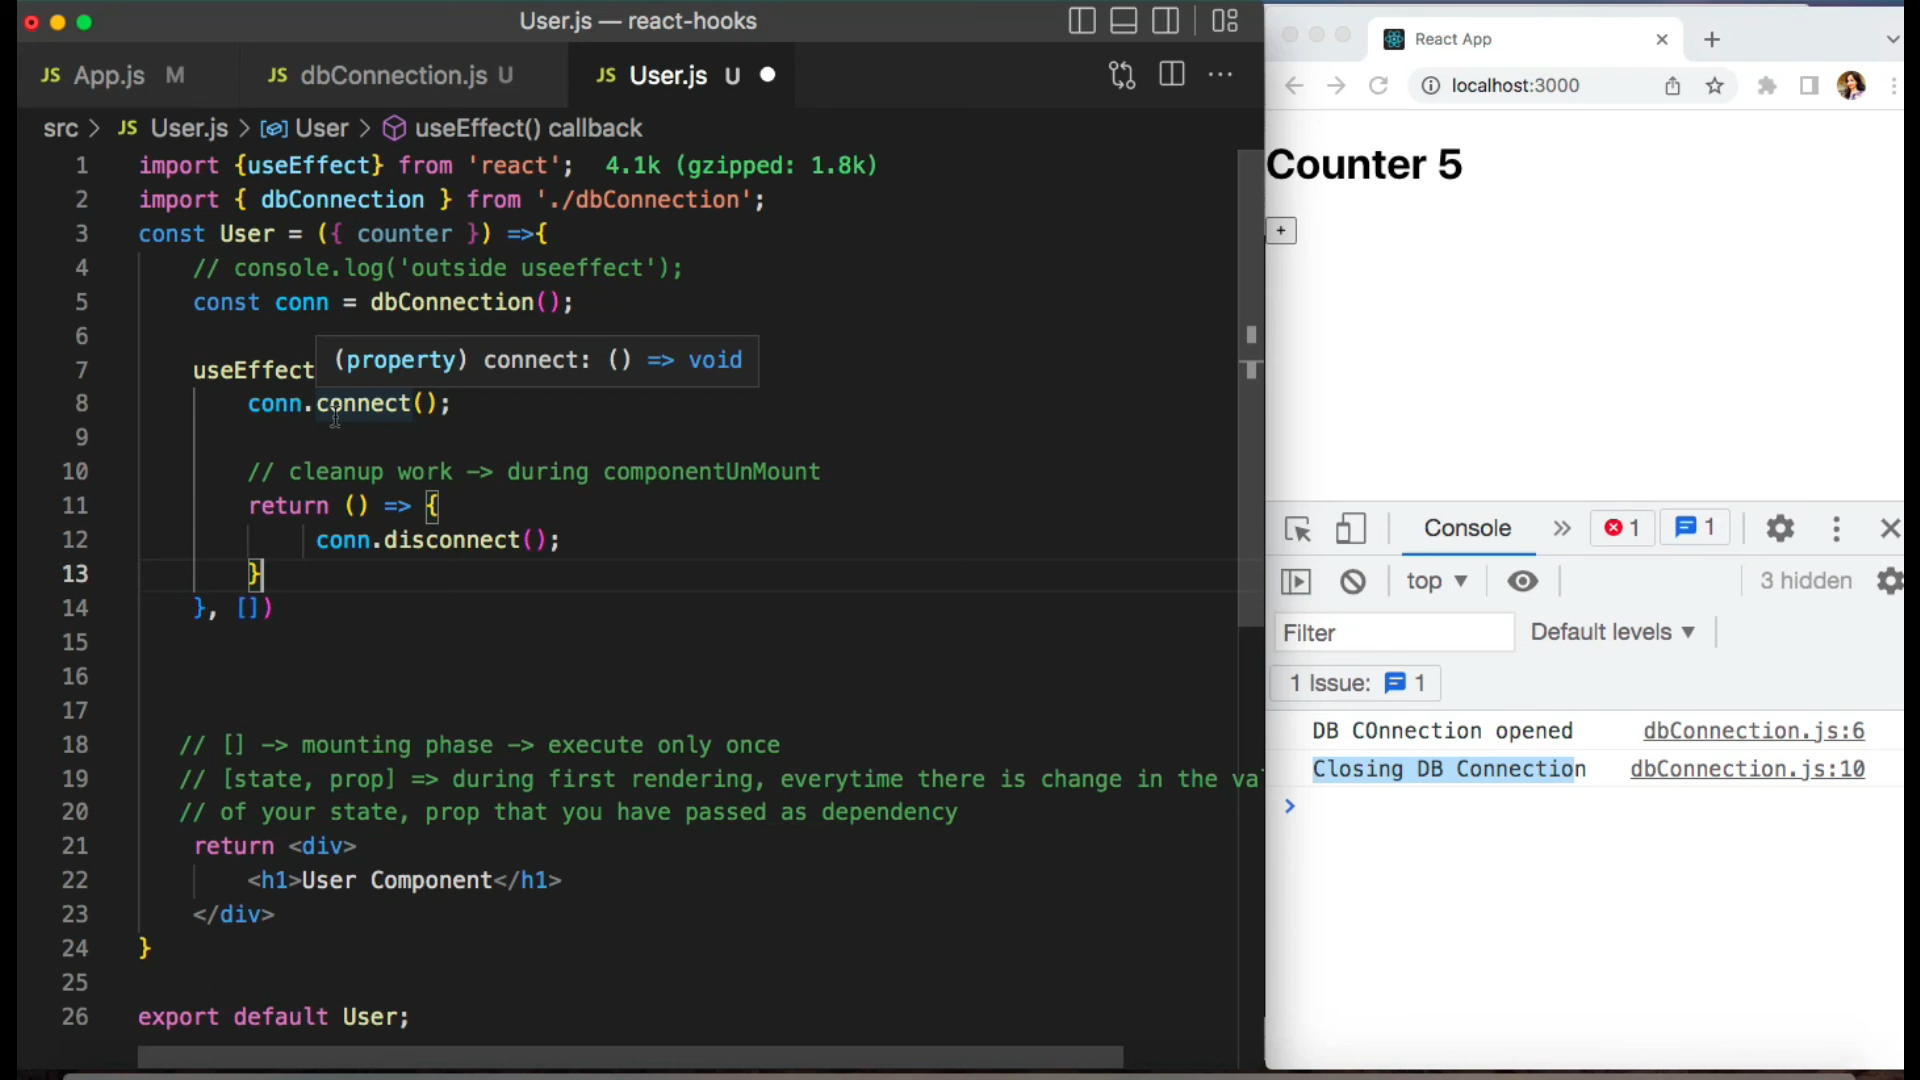 User.js — react-hooks
JS App.js M
JS dbConnection.js U
JS User.js U
src > JS User.js > User > useEffect() callback
1 import {useEffect} from 'react'; 4.1k (gzipped: 1.8k)
2 import { dbConnection } from './dbConnection';
3 const User = ({ counter }) =>{
4 // console.log('outside useeffect');
5 const conn = dbConnection();
6
(property) connect: () => void
7 useEffect
8 conn.connect();
9
10 // cleanup work -> during componentUnMount
11 return () => {
12 conn.disconnect();
13 }
14 }, [])
15
16
17
18 // [] -> mounting phase -> execute only once
19 // [state, prop] => during first rendering, everytime there is change in the va
20 // of your state, prop that you have passed as dependency
21 return <div>
22 <h1>User Component</h1>
23 </div>
24 }
25
26 export default User;
React App
localhost:3000
Counter 5
+
Console 1 1
top 3 hidden
Filter Default levels
1 Issue: 1
DB COnnection opened dbConnection.js:6
Closing DB Connection dbConnection.js:10
>